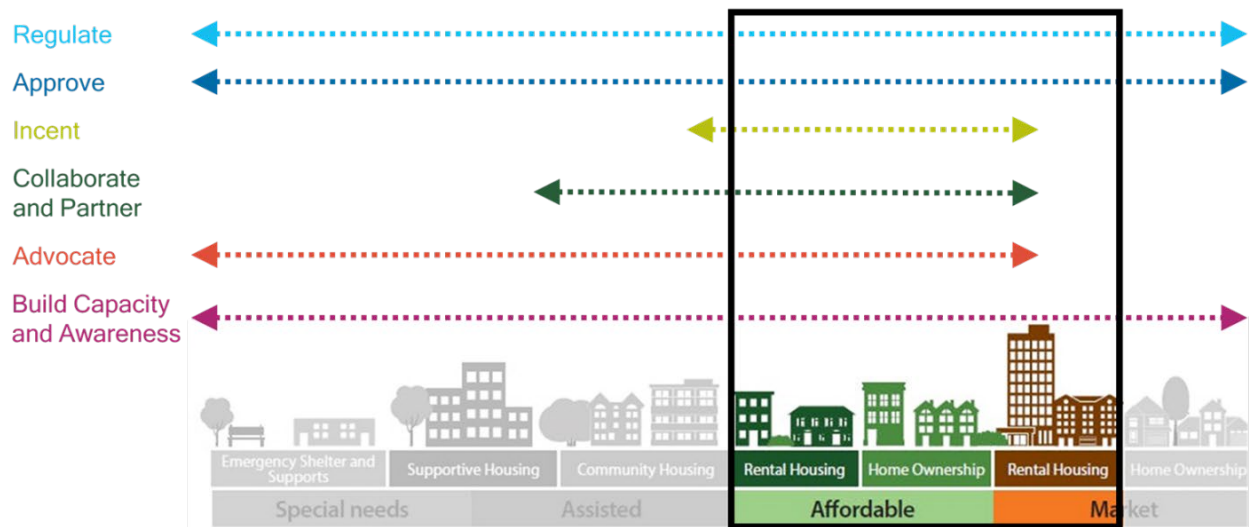 Regulate
Approve
Incent
Collaborate
and Partner
Advocate
Build Capacity
and Awareness
Emergency Shelter and
Supports
Supportive Housing
Community Housing
Rental Housing
Home Ownership
Rental Housing
Home Ownership
Special needs
Assisted
Affordable
Market